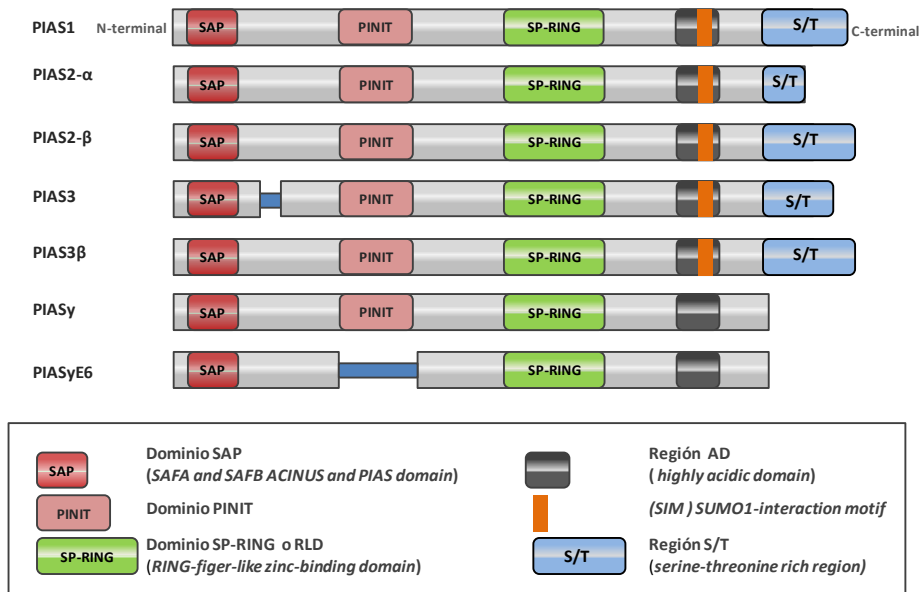 PIAS1 N-terminal SAP PINIT SP-RING S/T C-terminal
PIAS2-α SAP PINIT SP-RING S/T
PIAS2-β SAP PINIT SP-RING S/T
PIAS3 SAP PINIT SP-RING S/T
PIAS3β SAP PINIT SP-RING S/T
PIASy SAP PINIT SP-RING
PIASyE6 SAP SP-RING
SAP Dominio SAP
(SAFA and SAFB ACINUS and PIAS domain)
PINIT Dominio PINIT
SP-RING Dominio SP-RING o RLD
(RING-figer-like zinc-binding domain)
Región AD
( highly acidic domain)
(SIM ) SUMO1-interaction motif
S/T Región S/T
(serine-threonine rich region)